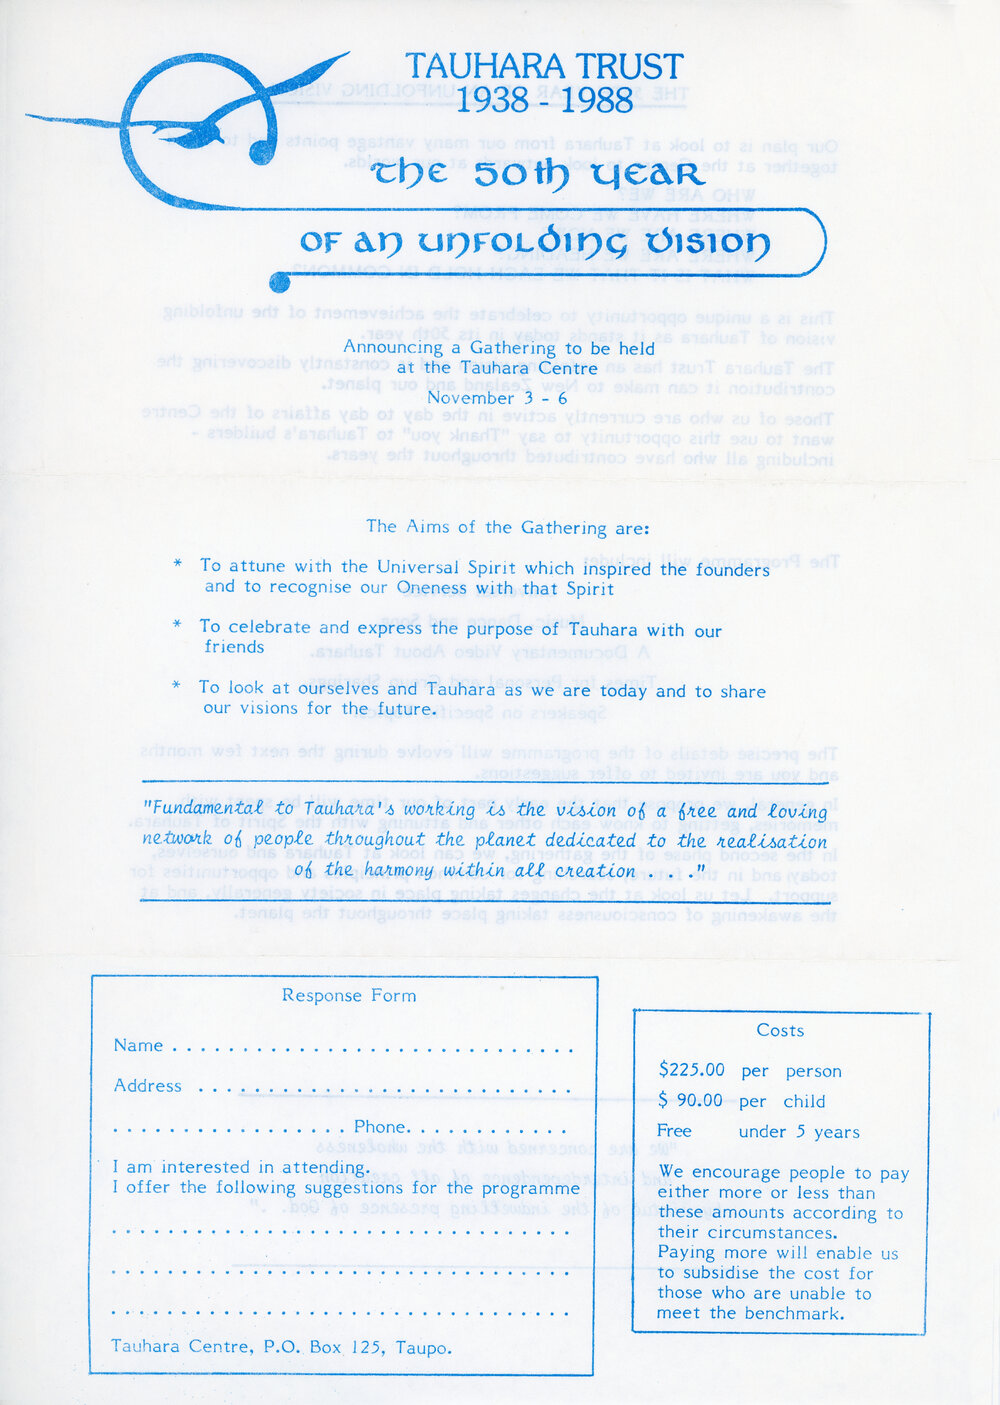 TAUHARA TRUST
1938 - 1988
The 50th Year
of an Unfolding Vision
Announcing a Gathering to be held
at the Tauhara Centre
November 3 - 6
The Aims of the Gathering are:
* To attune with the Universal Spirit which inspired the founders
and to recognise our Oneness with that Spirit
* To celebrate and express the purpose of Tauhara with our
friends
* To look at ourselves and Tauhara as we are today and to share
our visions for the future.
"Fundamental to Tauhara's working is the vision of a free and loving
network of people throughout the planet dedicated to the realisation
of the harmony within all creation . . ."
Response Form
Name . . . . . . . . . . . . . . . . . . . . . . . . . . . . .
Address . . . . . . . . . . . . . . . . . . . . . . . . . . .
. . . . . . . . . . . . . . . . . Phone. . . . . . . . . . . .
I am interested in attending.
I offer the following suggestions for the programme
. . . . . . . . . . . . . . . . . . . . . . . . . . . . . . . . .
. . . . . . . . . . . . . . . . . . . . . . . . . . . . . . . . .
. . . . . . . . . . . . . . . . . . . . . . . . . . . . . . . . .
Tauhara Centre, P.O. Box 125, Taupo.
Costs
$225.00 per person
$ 90.00 per child
Free under 5 years
We encourage people to pay
either more or less than
these amounts according to
their circumstances.
Paying more will enable us
to subsidise the cost for
those who are unable to
meet the benchmark.